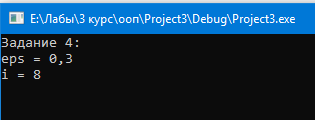 E:\Лабы\3 курс\ооп\Project3\Debug\Project3.exe
Задание 4:
eps = 0,3
i = 8